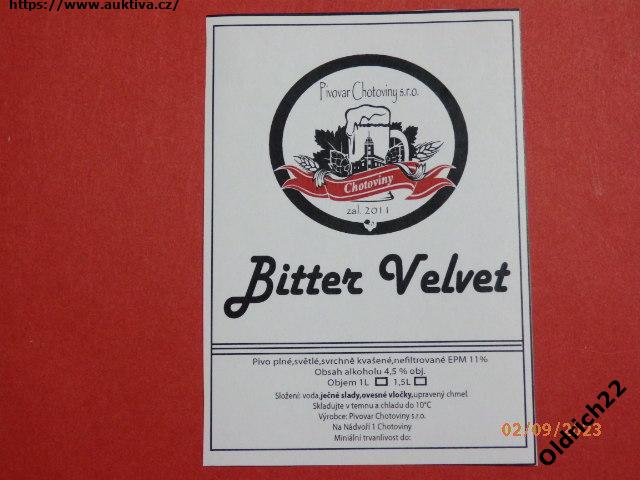 https://www.auktiva.cz/
Pivovar Chotoviny s.r.o.
Chotoviny
zal. 2011
Bitter Velvet
Pivo plné,světlé,svrchně kvašené,nefiltrované EPM 11%
Obsah alkoholu 4,5 % obj.
Objem 1L 1,5L
Složení: voda,ječné slady,ovesné vločky,upravený chmel
Skladujte v temnu a chladu do 10°C
Výrobce: Pivovar Chotoviny s.r.o.
Na Nádvoří 1 Chotoviny
Miniální trvanlivost do:
02/09/2023
Oldrich22